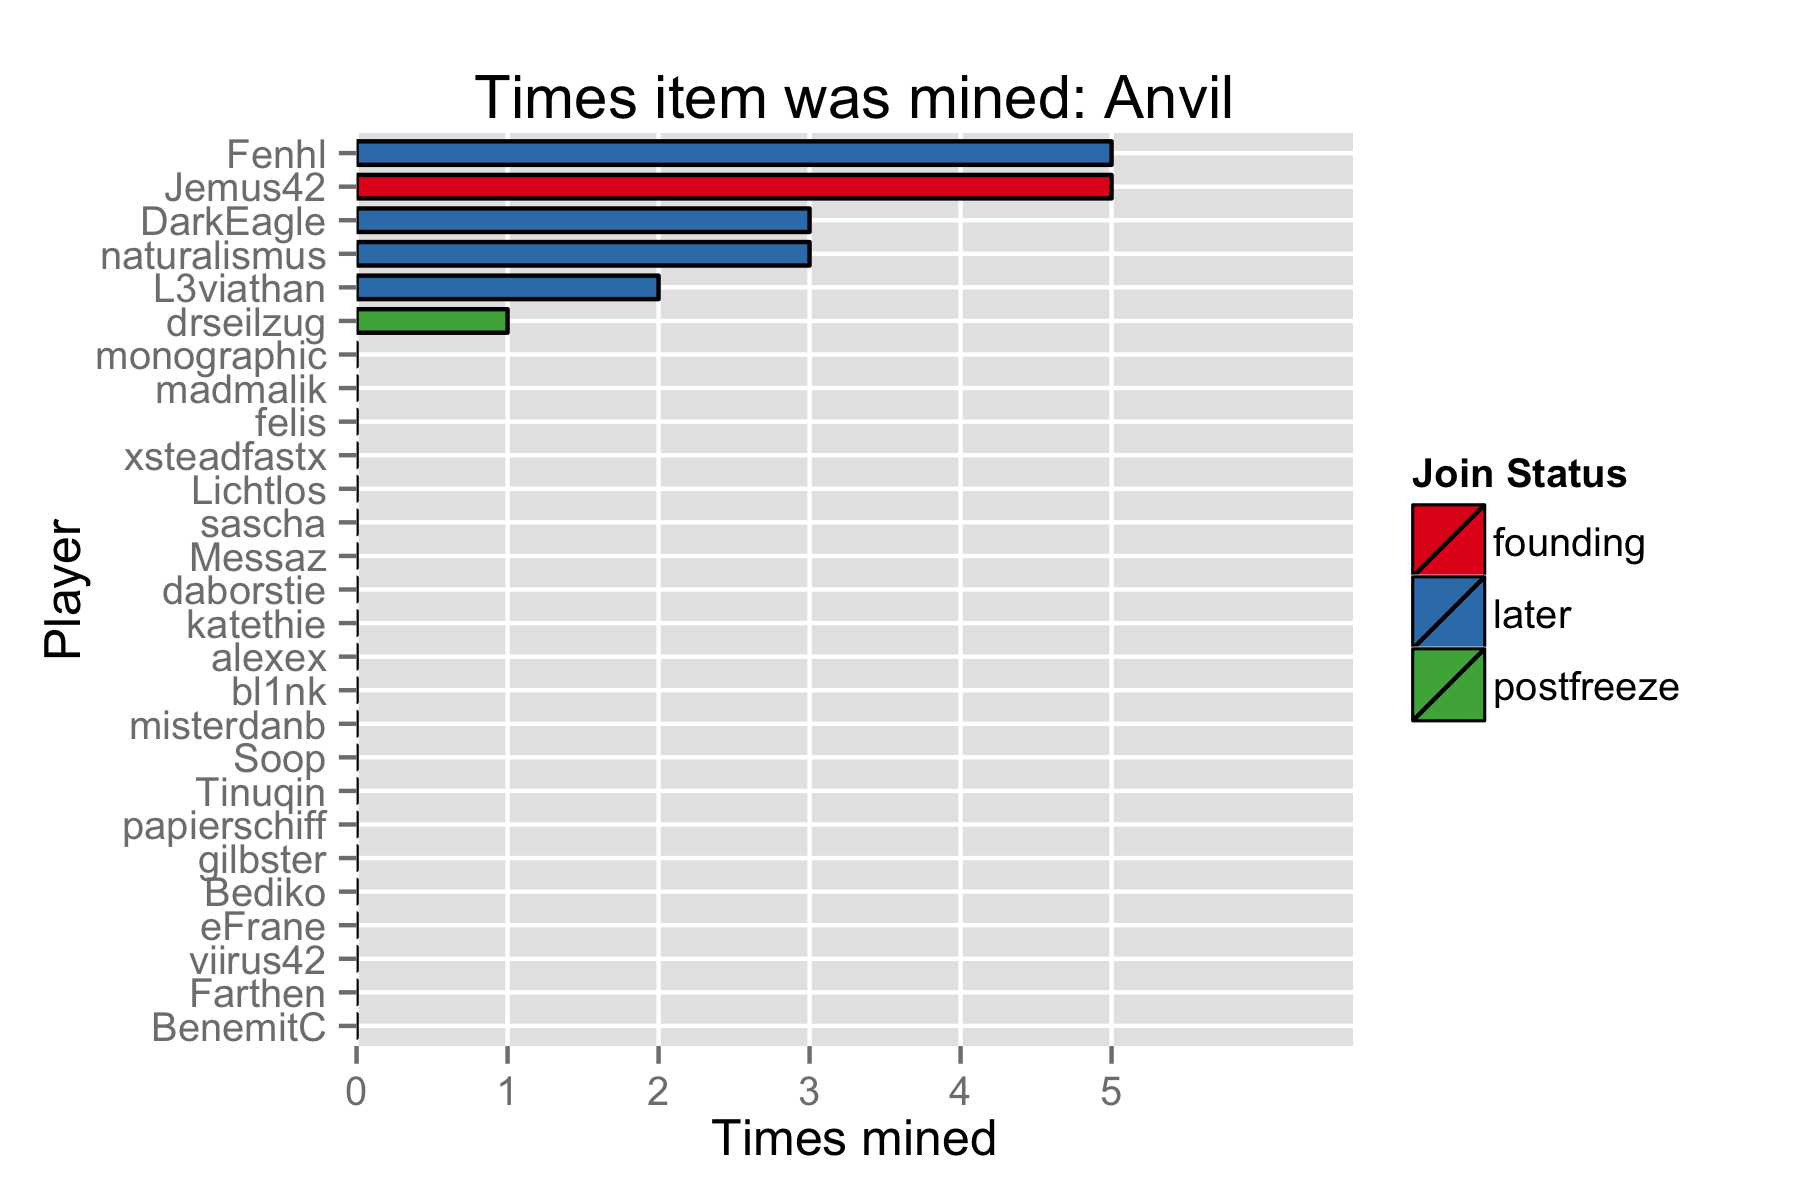 Times item was mined: Anvil
Fenhl
Jemus42
DarkEagle
naturalismus
L3viathan
drseilzug
monographic
madmalik
felis
xsteadfastx
Lichtlos
sascha
Messaz
daborstie
katethie
alexex
bl1nk
misterdanb
Soop
Tinuqin
papierschiff
gilbster
Bediko
eFrane
viirus42
Farthen
BenemitC
Player
0 1 2 3 4 5
Times mined
Join Status
founding
later
postfreeze